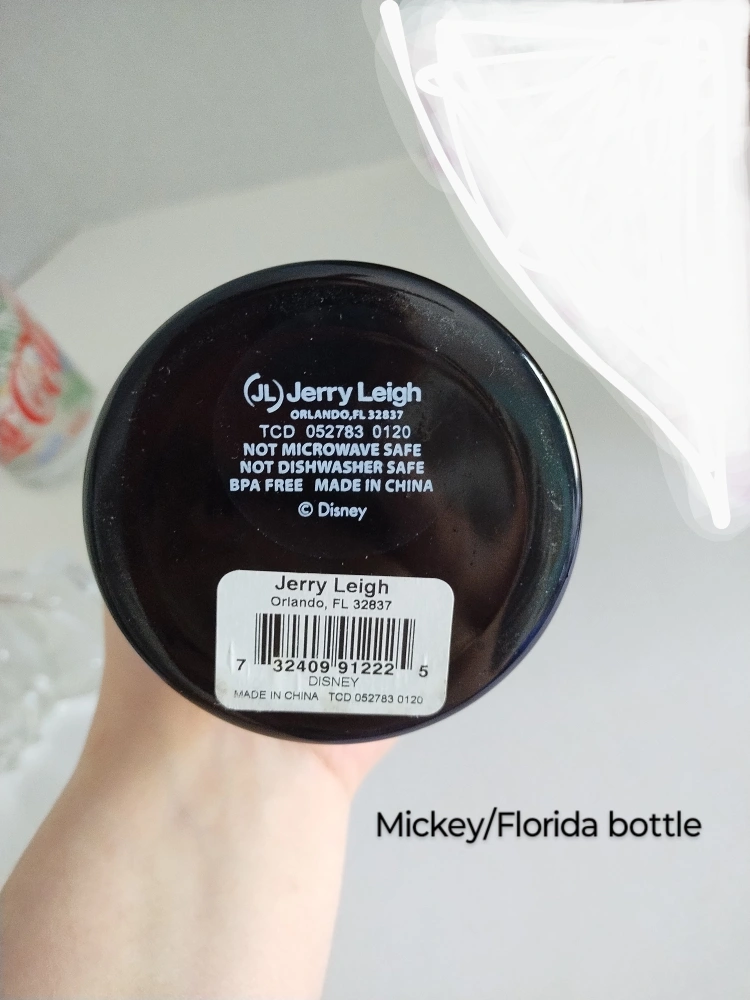 (JL) Jerry Leigh
ORLANDO,FL 32837
TCD 052783 0120
NOT MICROWAVE SAFE
NOT DISHWASHER SAFE
BPA FREE MADE IN CHINA
© Disney
Jerry Leigh
Orlando, FL 32837
7 32409 91222 5
DISNEY
MADE IN CHINA TCD 052783 0120
Mickey/Florida bottle